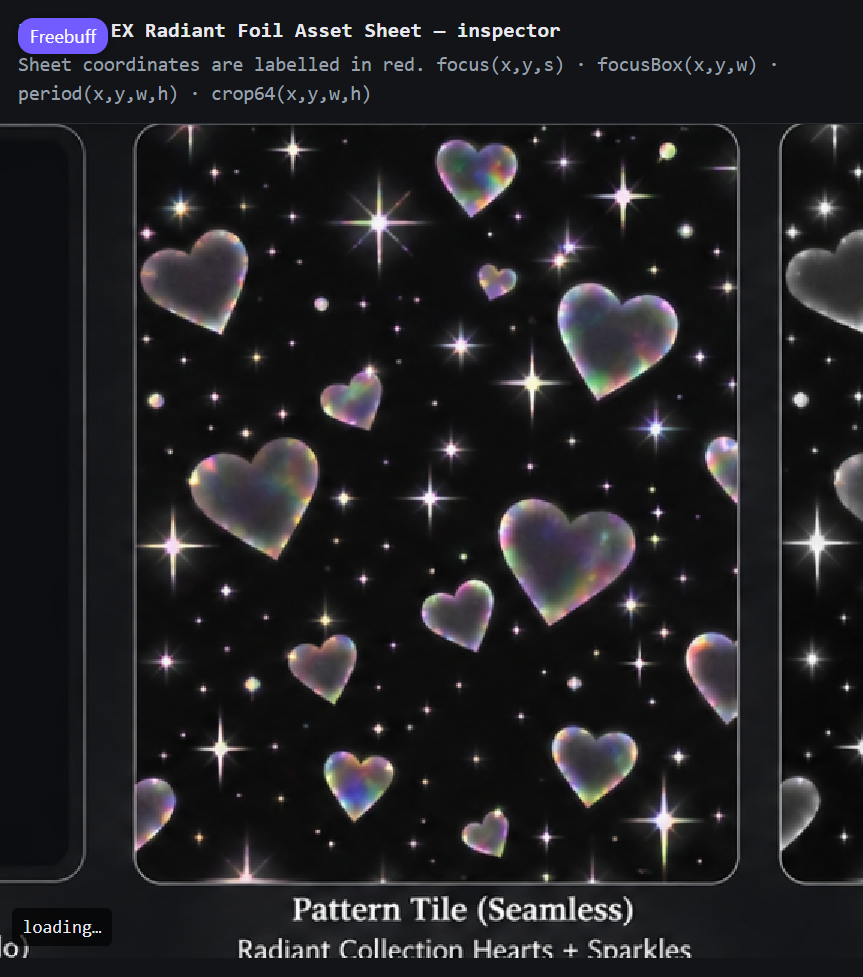 Freebuff
EX Radiant Foil Asset Sheet — inspector
Sheet coordinates are labelled in red. focus(x,y,s) · focusBox(x,y,w) ·
period(x,y,w,h) · crop64(x,y,w,h)
loading…
lo)
Pattern Tile (Seamless)
Radiant Collection Hearts + Sparkles